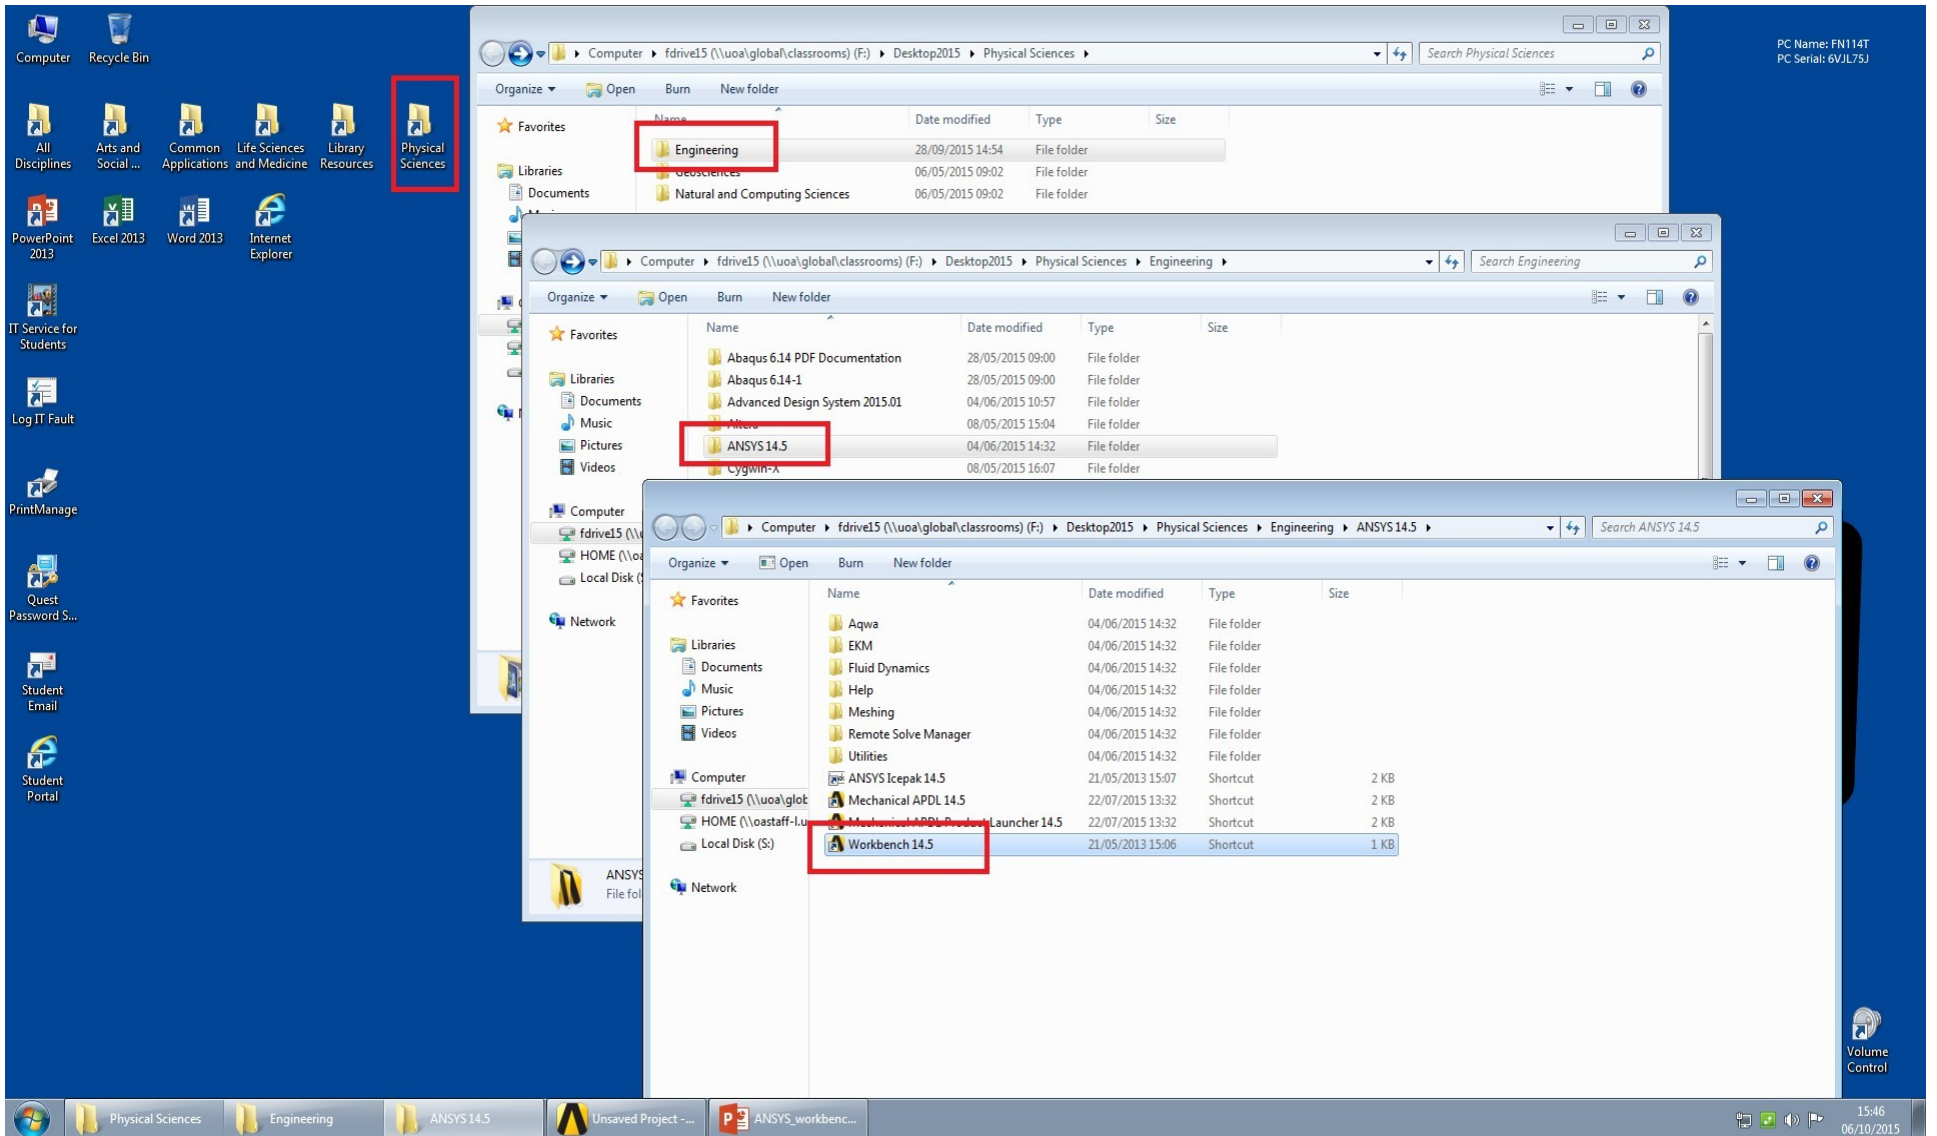 Computer
Recycle Bin
All Disciplines
Arts and Social ...
Common Applications
Life Sciences and Medicine
Library Resources
Physical Sciences
PowerPoint 2013
Excel 2013
Word 2013
Internet Explorer
IT Service for Students
Log IT Fault
PrintManage
Quest Password S...
Student Email
Student Portal
PC Name: FN114T
PC Serial: 6VJL75J
Computer fdrive15 (\\uoa\global\classrooms) (F:) Desktop2015 Physical Sciences
Search Physical Sciences
Organize Open Burn New folder
Favorites
Libraries
Documents
Name Date modified Type Size
Engineering 28/09/2015 14:54 File folder
Geosciences 06/05/2015 09:02 File folder
Natural and Computing Sciences 06/05/2015 09:02 File folder
Computer fdrive15 (\\uoa\global\classrooms) (F:) Desktop2015 Physical Sciences Engineering
Search Engineering
Organize Open Burn New folder
Favorites
Libraries
Documents
Music
Pictures
Videos
Computer
fdrive15 (\\u
HOME (\\oa
Local Disk (
Network
Name Date modified Type Size
Abaqus 6.14 PDF Documentation 28/05/2015 09:00 File folder
Abaqus 6.14-1 28/05/2015 09:00 File folder
Advanced Design System 2015.01 04/06/2015 10:57 File folder
Altera 08/05/2015 15:04 File folder
ANSYS 14.5 04/06/2015 14:32 File folder
Cygwin-X 08/05/2015 16:07 File folder
ANSYS
File fol
Computer fdrive15 (\\uoa\global\classrooms) (F:) Desktop2015 Physical Sciences Engineering ANSYS 14.5
Search ANSYS 14.5
Organize Open Burn New folder
Favorites
Libraries
Documents
Music
Pictures
Videos
Computer
fdrive15 (\\uoa\glob
HOME (\\oastaff-l.u
Local Disk (S:)
Network
Name Date modified Type Size
Aqwa 04/06/2015 14:32 File folder
EKM 04/06/2015 14:32 File folder
Fluid Dynamics 04/06/2015 14:32 File folder
Help 04/06/2015 14:32 File folder
Meshing 04/06/2015 14:32 File folder
Remote Solve Manager 04/06/2015 14:32 File folder
Utilities 04/06/2015 14:32 File folder
ANSYS Icepak 14.5 21/05/2013 15:07 Shortcut 2 KB
Mechanical APDL 14.5 22/07/2015 13:32 Shortcut 2 KB
Mechanical APDL Product Launcher 14.5 22/07/2015 13:32 Shortcut 2 KB
Workbench 14.5 21/05/2013 15:06 Shortcut 1 KB
Volume Control
Physical Sciences
Engineering
ANSYS 14.5
Unsaved Project -...
ANSYS_workbenc...
15:46
06/10/2015